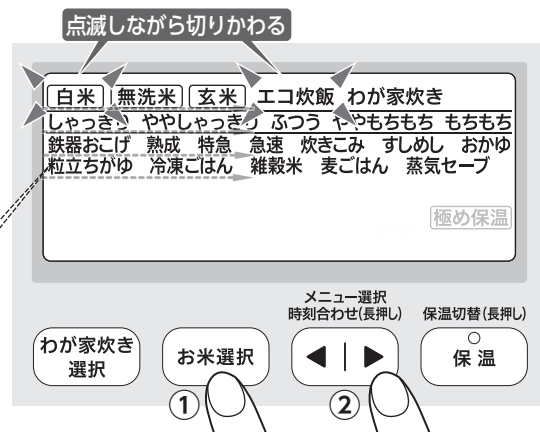 点滅しながら切りかわる
白米 無洗米 玄米 エコ炊飯 わが家炊き
しゃっきり ややしゃっきり ふつう ややもちもち もちもち
鉄器おこげ 熟成 特急 急速 炊きこみ すしめし おかゆ
粒立ちがゆ 冷凍ごはん 雑穀米 麦ごはん 蒸気セーブ
極め保温
メニュー選択
時刻合わせ(長押し) 保温切替(長押し)
わが家炊き
選択
お米選択
◀ | ▶
保温
① ②